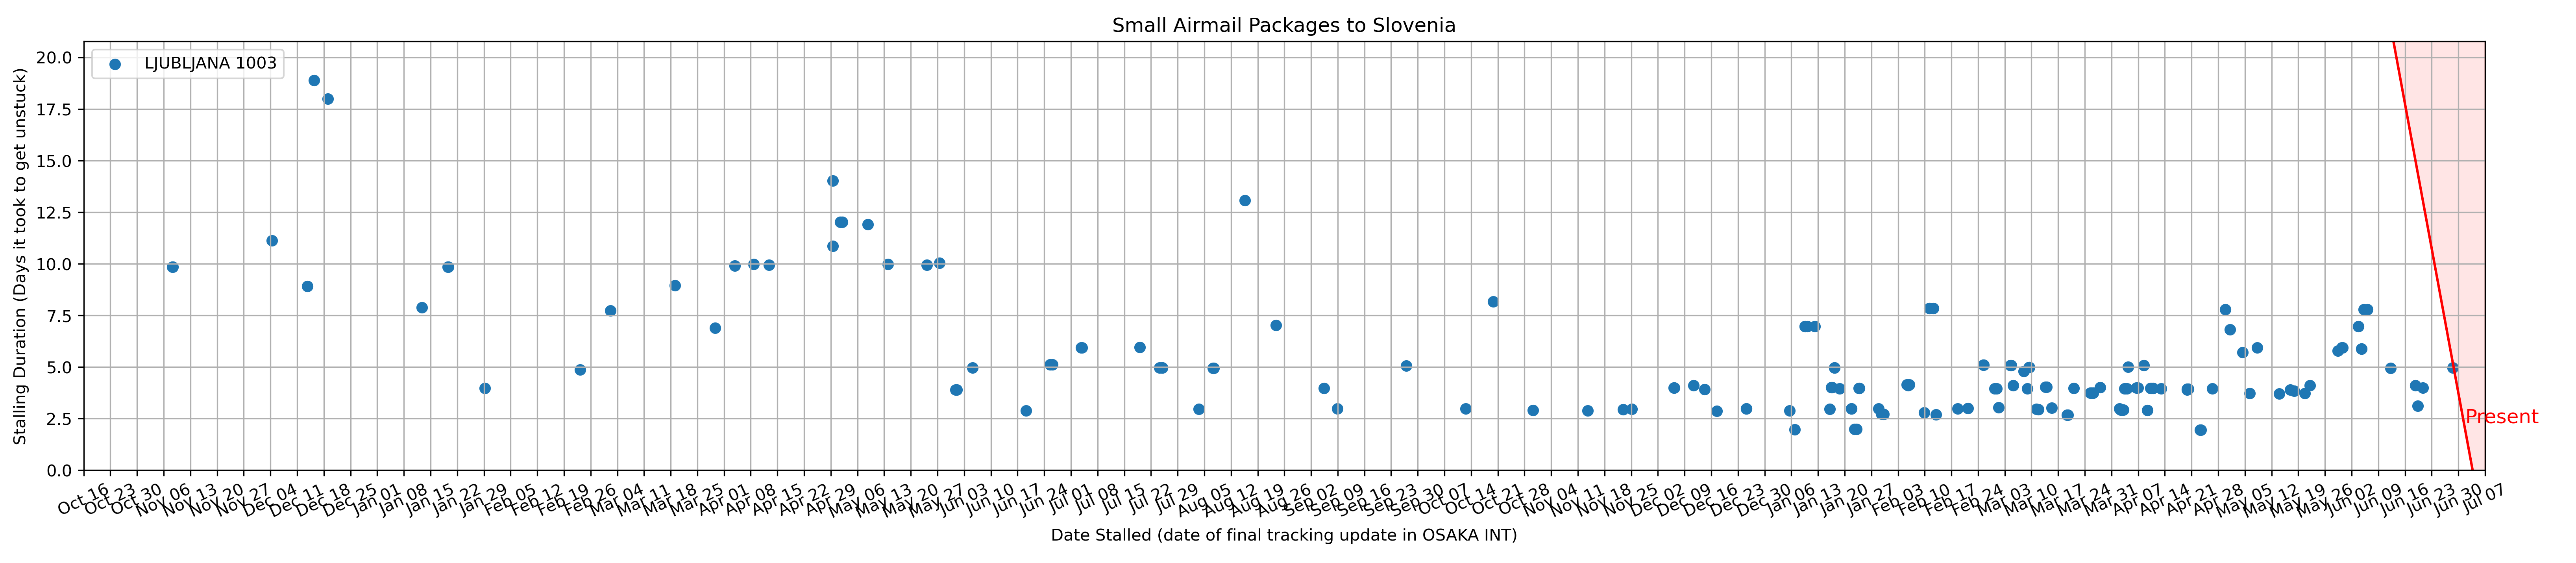 Small Airmail Packages to Slovenia
LJUBLJANA 1003
Stalling Duration (Days it took to get unstuck)
20.0
17.5
15.0
12.5
10.0
7.5
5.0
2.5
0.0
Present
Oct 16
Oct 23
Oct 30
Nov 06
Nov 13
Nov 20
Nov 27
Dec 04
Dec 11
Dec 18
Dec 25
Jan 01
Jan 08
Jan 15
Jan 22
Jan 29
Feb 05
Feb 12
Feb 19
Feb 26
Mar 04
Mar 11
Mar 18
Mar 25
Apr 01
Apr 08
Apr 15
Apr 22
Apr 29
May 06
May 13
May 20
May 27
Jun 03
Jun 10
Jun 17
Jun 24
Jul 01
Jul 08
Jul 15
Jul 22
Jul 29
Aug 05
Aug 12
Aug 19
Aug 26
Sep 02
Sep 09
Sep 16
Sep 23
Sep 30
Oct 07
Oct 14
Oct 21
Oct 28
Nov 04
Nov 11
Nov 18
Nov 25
Dec 02
Dec 09
Dec 16
Dec 23
Dec 30
Jan 06
Jan 13
Jan 20
Jan 27
Feb 03
Feb 10
Feb 17
Feb 24
Mar 03
Mar 10
Mar 17
Mar 24
Mar 31
Apr 07
Apr 14
Apr 21
Apr 28
May 05
May 12
May 19
May 26
Jun 02
Jun 09
Jun 16
Jun 23
Jun 30
Jul 07
Date Stalled (date of final tracking update in OSAKA INT)